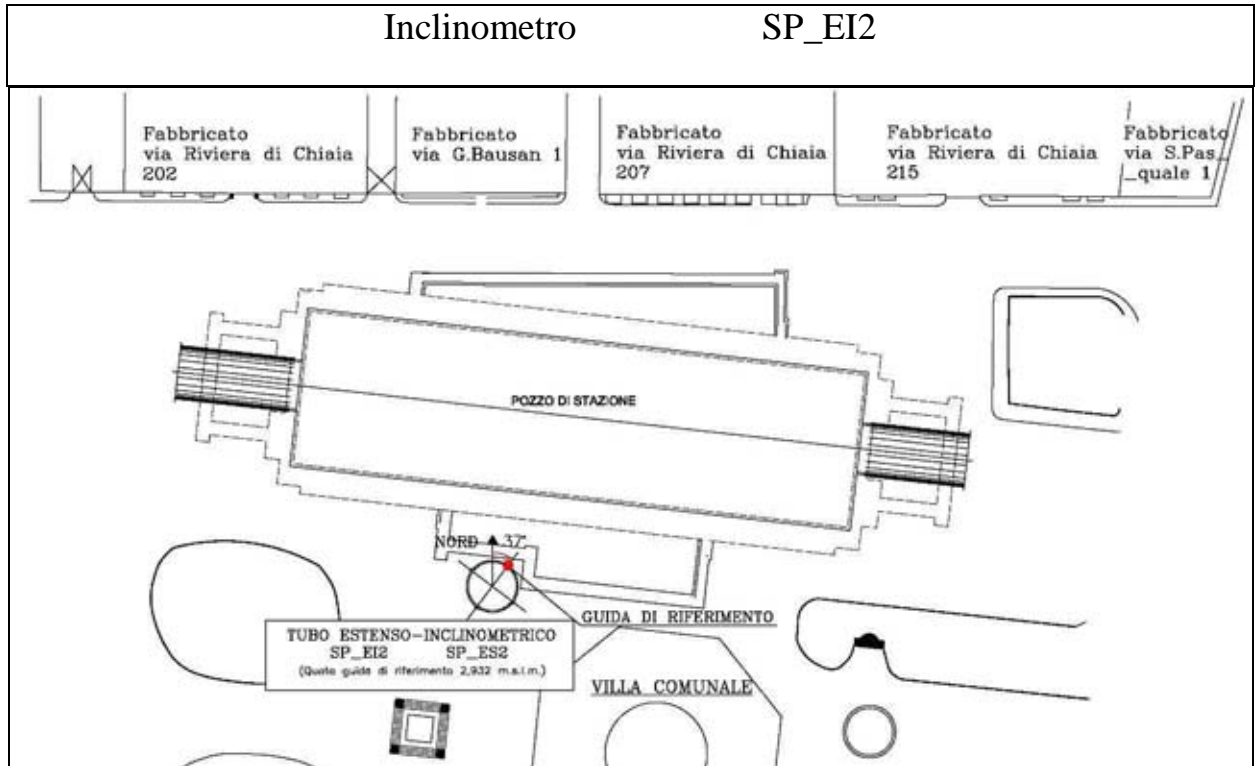 Inclinometro SP_EI2
Fabbricato
via Riviera di Chiaia
202
Fabbricato
via G.Bausan 1
Fabbricato
via Riviera di Chiaia
207
Fabbricato
via Riviera di Chiaia
215
Fabbricato
via S.Pas_
_quale 1
POZZO DI STAZIONE
NORD 37°
GUIDA DI RIFERIMENTO
TUBO ESTENSO-INCLINOMETRICO
SP_EI2 SP_ES2
(Quota guida di riferimento 2,932 m.s.l.m.)
VILLA COMUNALE